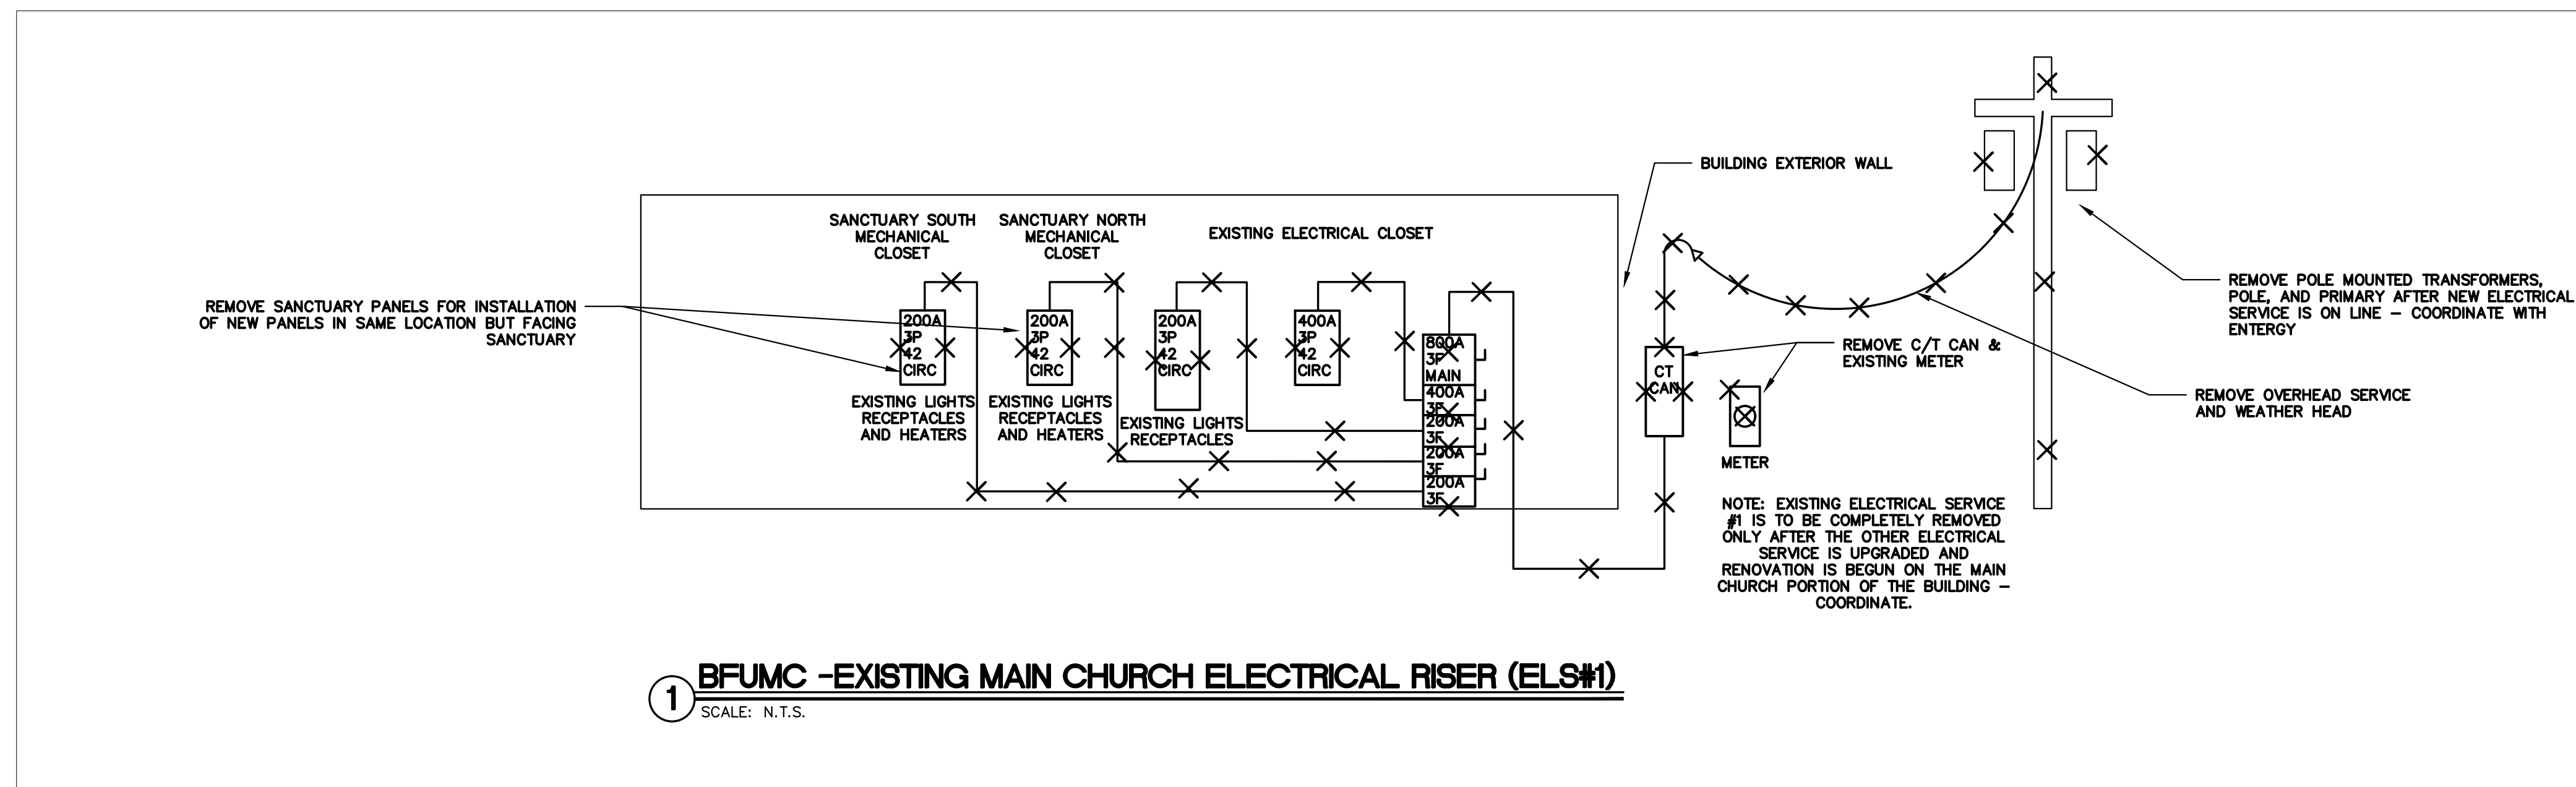 BUILDING EXTERIOR WALL
SANCTUARY SOUTH
MECHANICAL
CLOSET
SANCTUARY NORTH
MECHANICAL
CLOSET
EXISTING ELECTRICAL CLOSET
REMOVE SANCTUARY PANELS FOR INSTALLATION
OF NEW PANELS IN SAME LOCATION BUT FACING
SANCTUARY
200A
3P
42
CIRC
200A
3P
42
CIRC
200A
3P
42
CIRC
400A
3P
42
CIRC
800A
3P
MAIN
400A
3F
200A
3F
200A
3F
200A
3F
EXISTING LIGHTS
RECEPTACLES
AND HEATERS
EXISTING LIGHTS
RECEPTACLES
AND HEATERS
EXISTING LIGHTS
RECEPTACLES
CT
CAN
METER
REMOVE C/T CAN &
EXISTING METER
REMOVE POLE MOUNTED TRANSFORMERS,
POLE, AND PRIMARY AFTER NEW ELECTRICAL
SERVICE IS ON LINE – COORDINATE WITH
ENTERGY
REMOVE OVERHEAD SERVICE
AND WEATHER HEAD
NOTE: EXISTING ELECTRICAL SERVICE
#1 IS TO BE COMPLETELY REMOVED
ONLY AFTER THE OTHER ELECTRICAL
SERVICE IS UPGRADED AND
RENOVATION IS BEGUN ON THE MAIN
CHURCH PORTION OF THE BUILDING –
COORDINATE.
1
BFUMC -EXISTING MAIN CHURCH ELECTRICAL RISER (ELS#1)
SCALE: N.T.S.